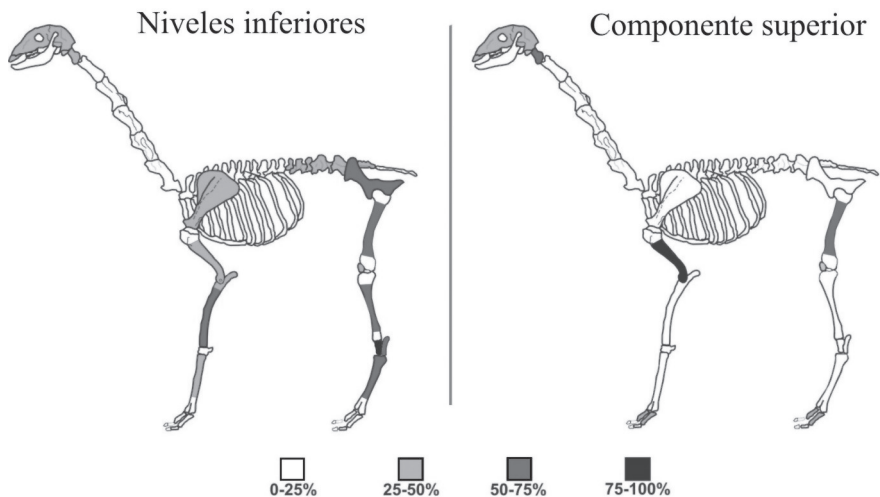 Niveles inferiores
Componente superior
0-25%
25-50%
50-75%
75-100%